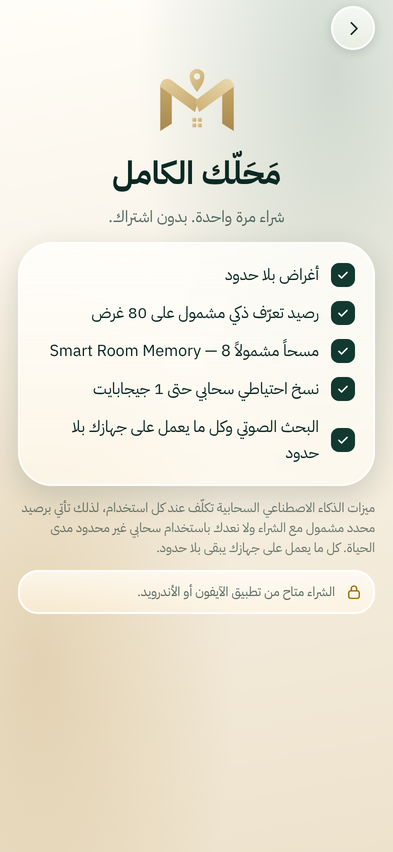 مَحَلّك الكامل
شراء مرة واحدة. بدون اشتراك.
أغراض بلا حدود
رصيد تعرّف ذكي مشمول على 80 غرض
Smart Room Memory — 8 مسحاً مشمولاً
نسخ احتياطي سحابي حتى 1 جيجابايت
البحث الصوتي وكل ما يعمل على جهازك بلا
حدود
ميزات الذكاء الاصطناعي السحابية تكلّف عند كل استخدام، لذلك تأتي برصيد
محدد مشمول مع الشراء ولا نعدك باستخدام سحابي غير محدود مدى
الحياة. كل ما يعمل على جهازك يبقى بلا حدود.
الشراء متاح من تطبيق الآيفون أو الأندرويد.